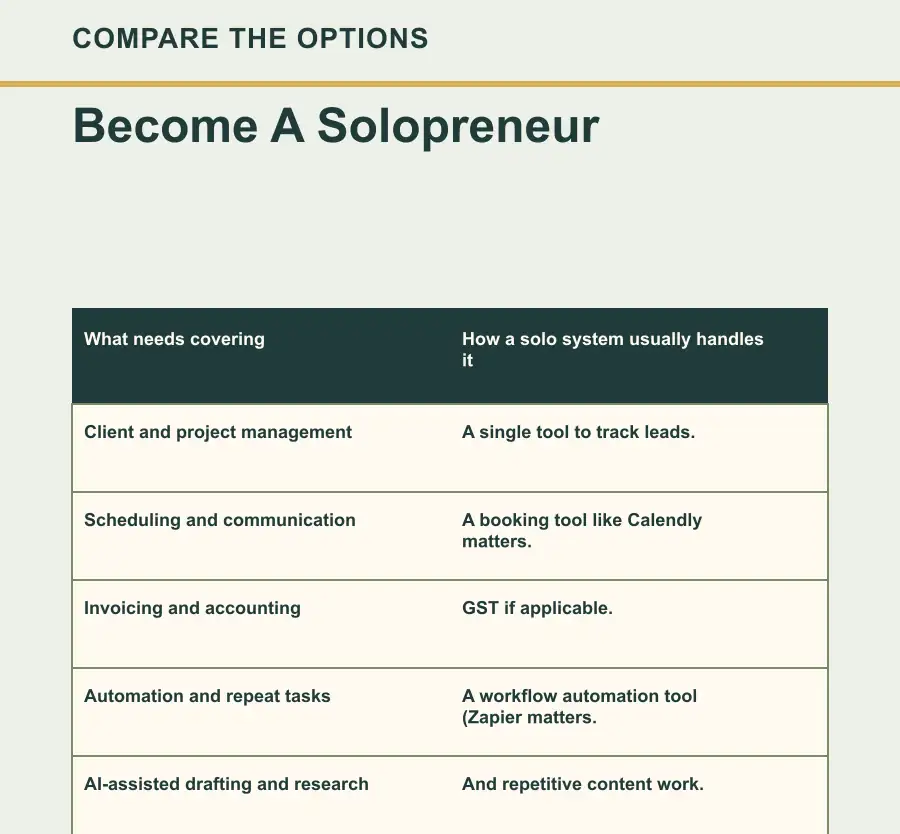 COMPARE THE OPTIONS
Become A Solopreneur
What needs covering
How a solo system usually handles
it
Client and project management
A single tool to track leads.
Scheduling and communication
A booking tool like Calendly
matters.
Invoicing and accounting
GST if applicable.
Automation and repeat tasks
A workflow automation tool
(Zapier matters.
AI-assisted drafting and research
And repetitive content work.